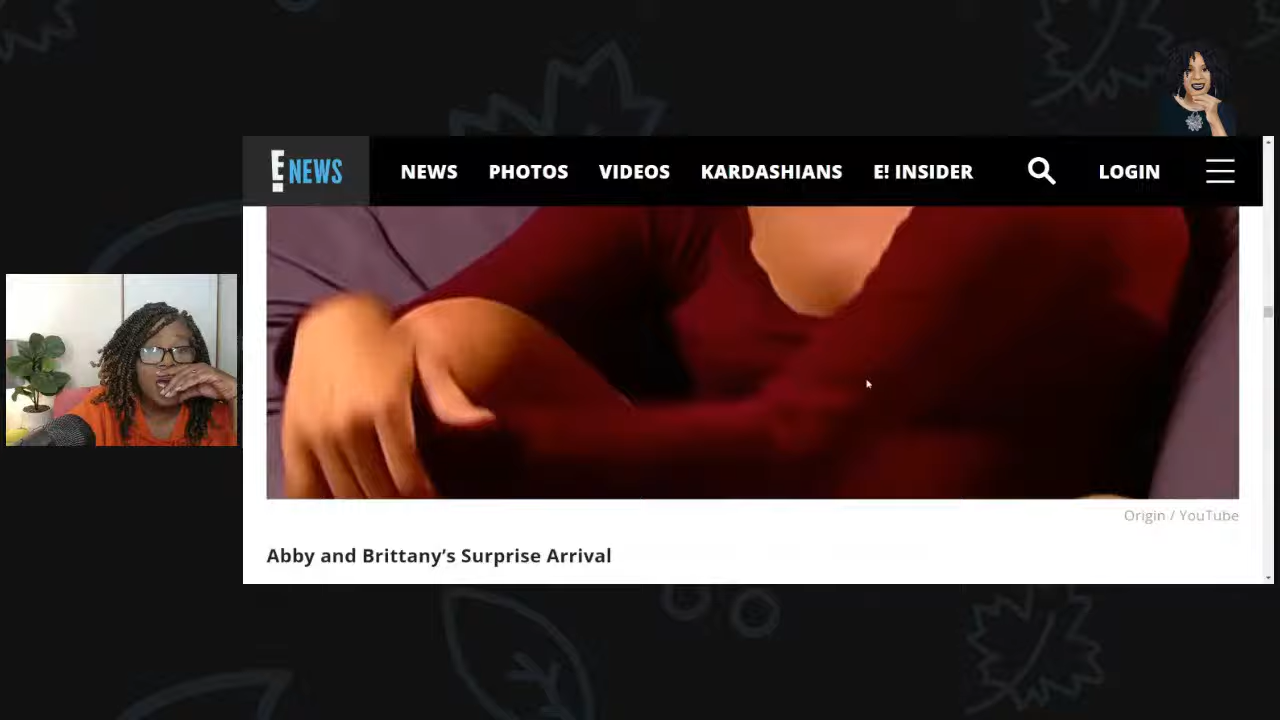 E! NEWS NEWS PHOTOS VIDEOS KARDASHIANS E! INSIDER LOGIN
Origin / YouTube
Abby and Brittany’s Surprise Arrival